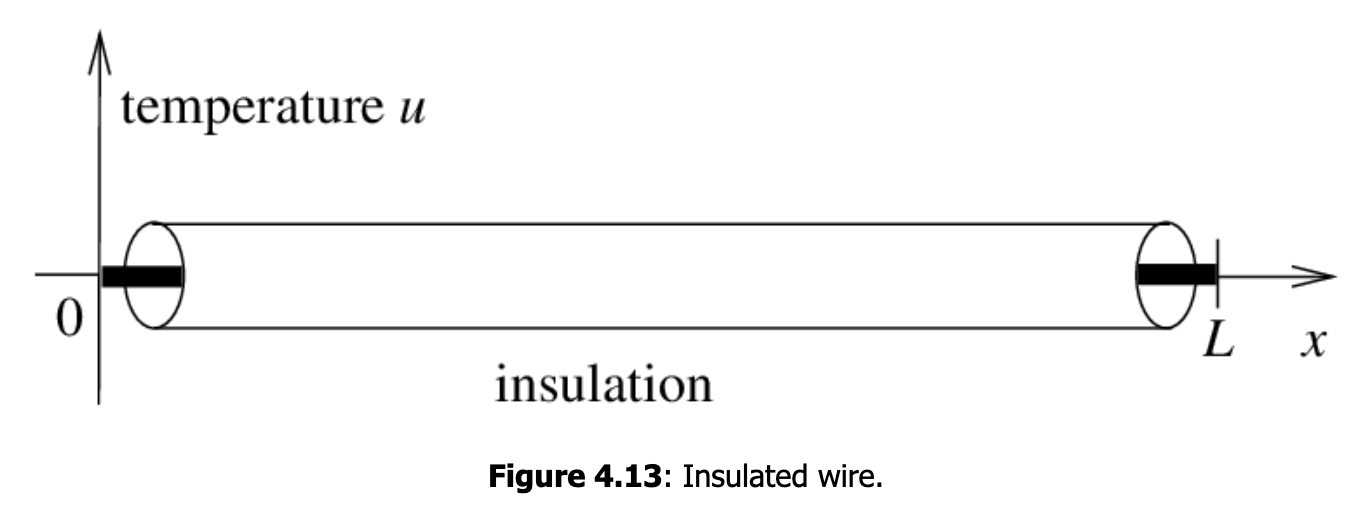 temperature u
0
L
x
insulation
Figure 4.13: Insulated wire.